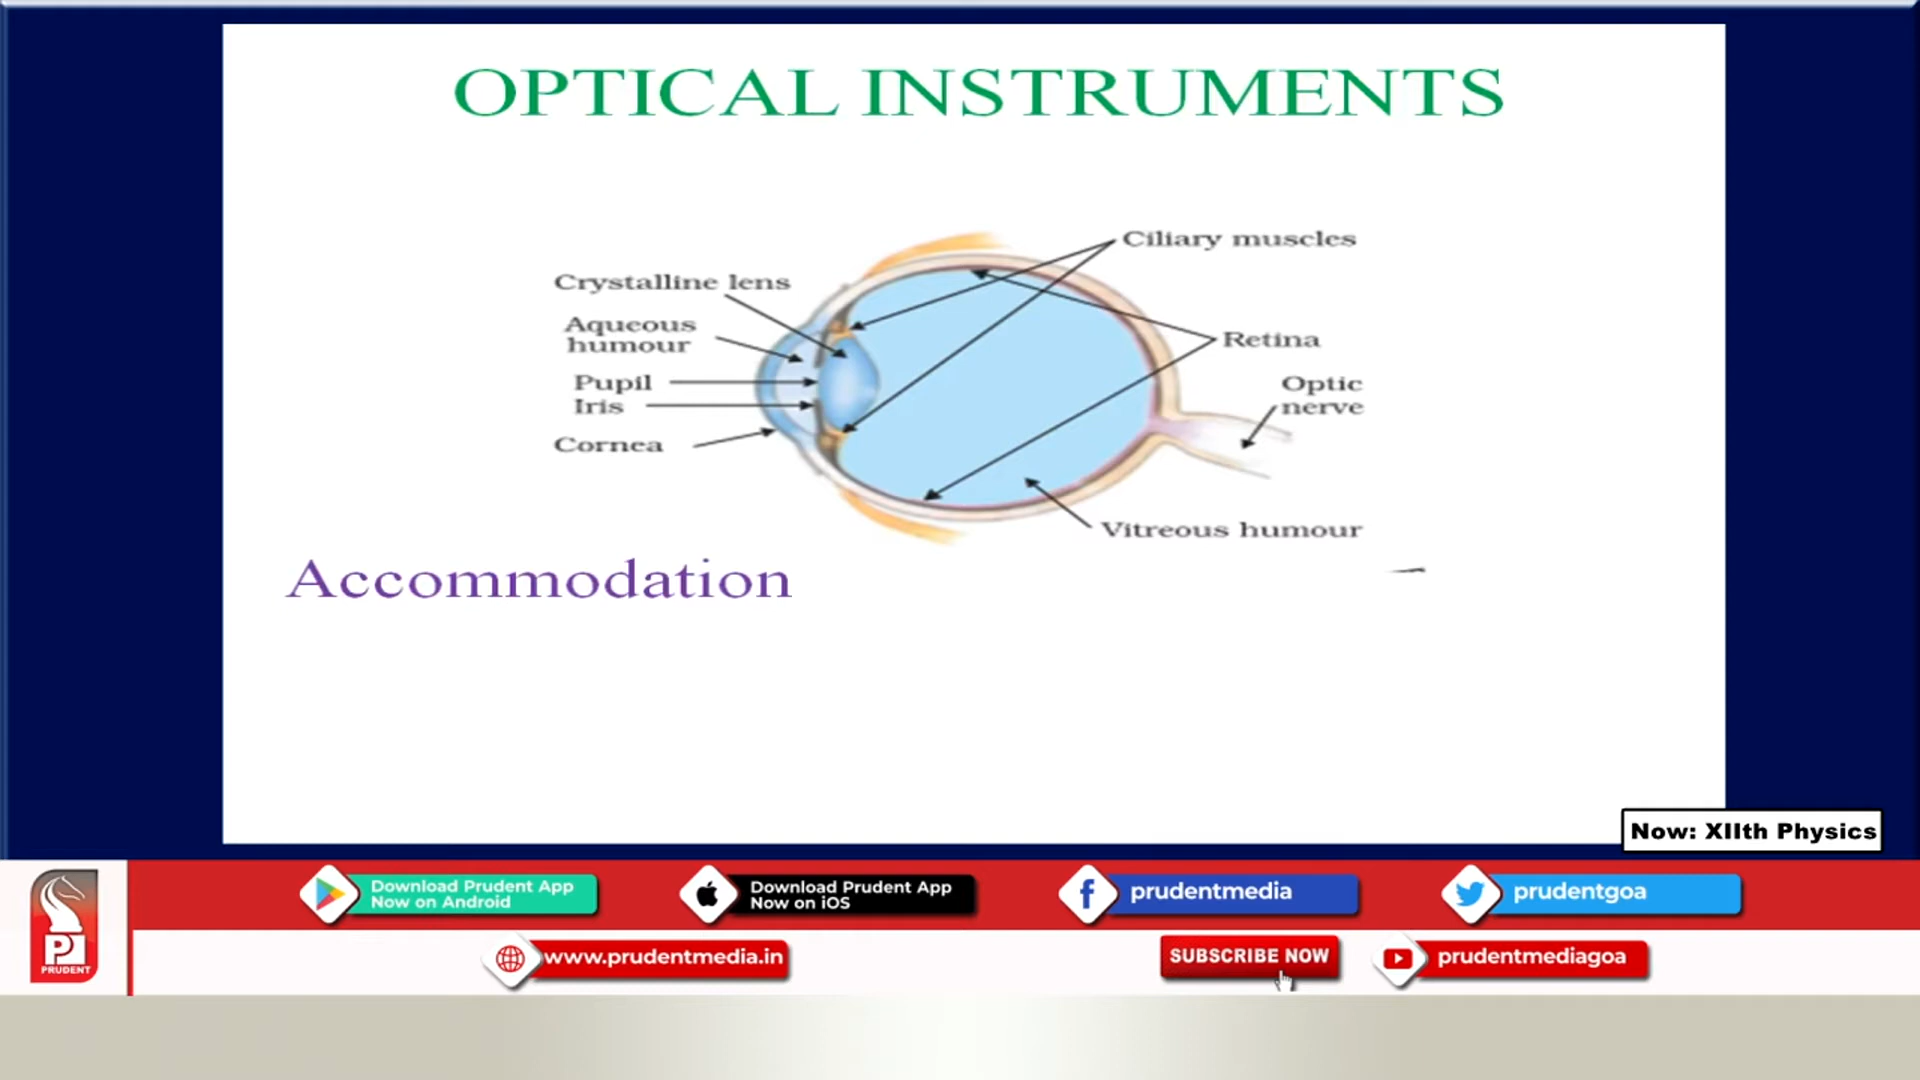 OPTICAL INSTRUMENTS
Ciliary muscles
Crystalline lens
Aqueous
humour
Retina
Pupil
Optic
nerve
Iris
Cornea
Vitreous humour
Accommodation
Now: XIIth Physics
Download Prudent App
Now on Android
Download Prudent App
Now on iOS
prudentmedia
prudentgoa
PRUDENT
www.prudentmedia.in
SUBSCRIBE NOW
prudentmediagoa